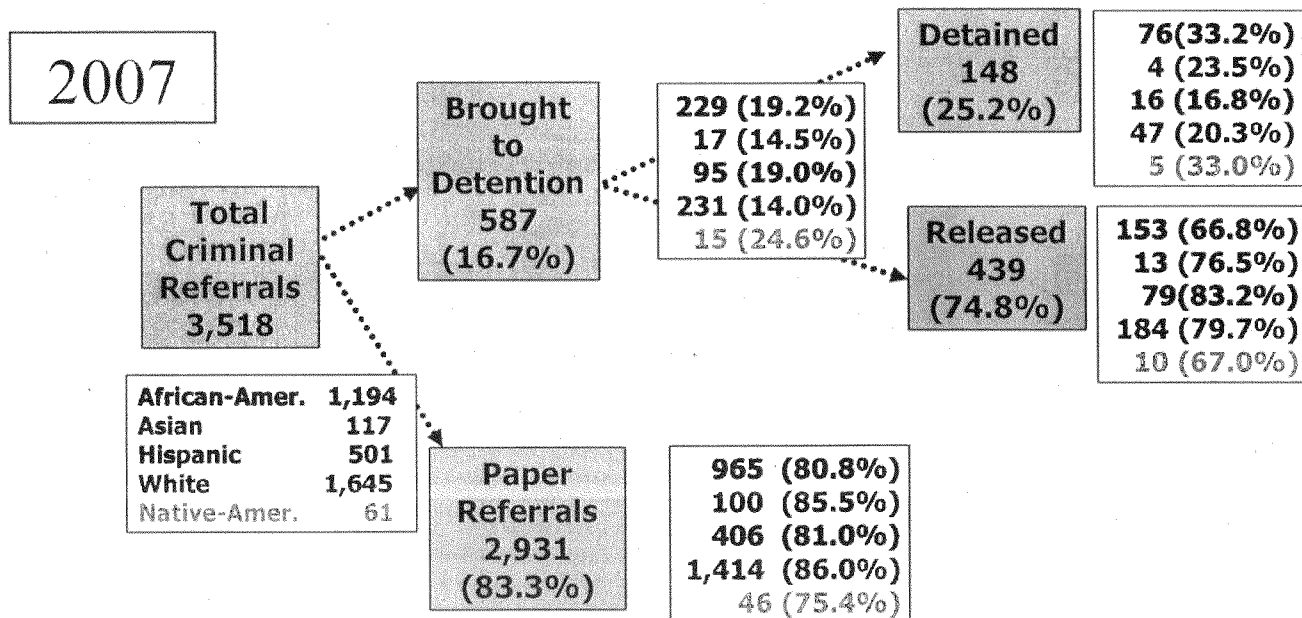 2007
Total
Criminal
Referrals
3,518
African-Amer. 1,194
Asian 117
Hispanic 501
White 1,645
Native-Amer. 61
Brought
to
Detention
587
(16.7%)
229 (19.2%)
17 (14.5%)
95 (19.0%)
231 (14.0%)
15 (24.6%)
Detained
148
(25.2%)
76(33.2%)
4 (23.5%)
16 (16.8%)
47 (20.3%)
5 (33.0%)
Released
439
(74.8%)
153 (66.8%)
13 (76.5%)
79(83.2%)
184 (79.7%)
10 (67.0%)
Paper
Referrals
2,931
(83.3%)
965 (80.8%)
100 (85.5%)
406 (81.0%)
1,414 (86.0%)
46 (75.4%)